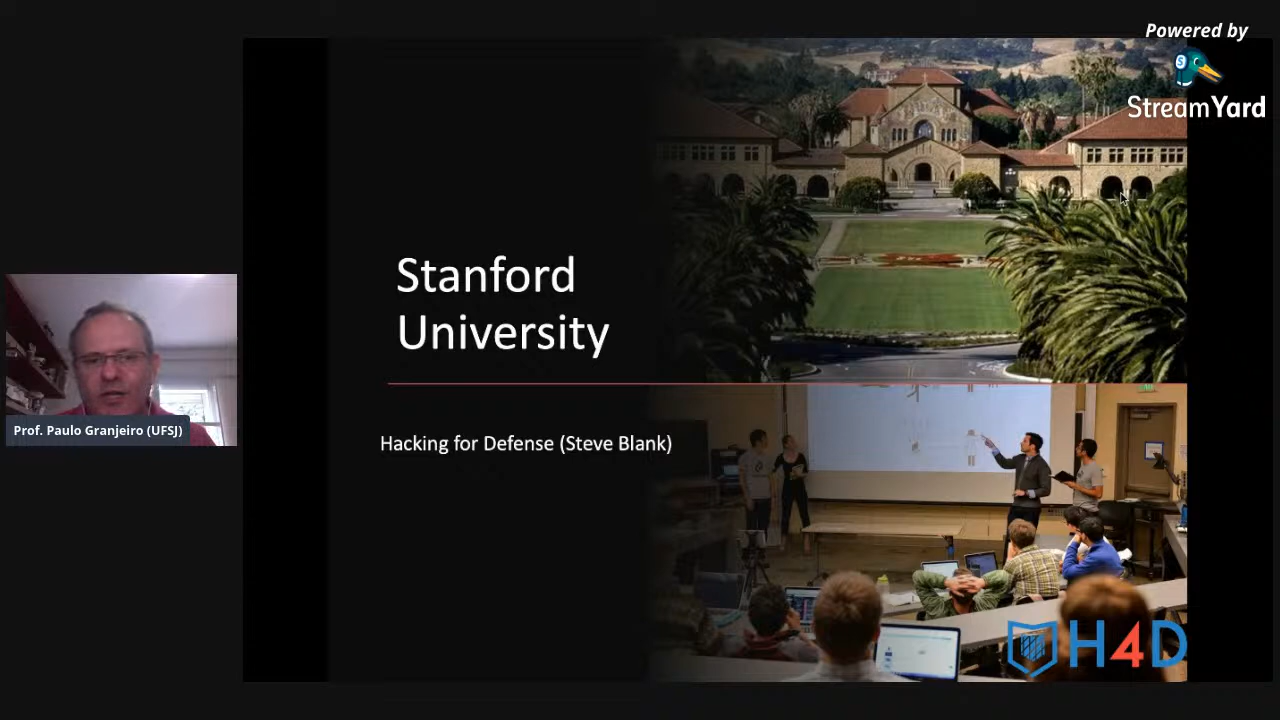 Powered by
StreamYard
Stanford
University
Hacking for Defense (Steve Blank)
Prof. Paulo Granjeiro (UFSJ)
H4D